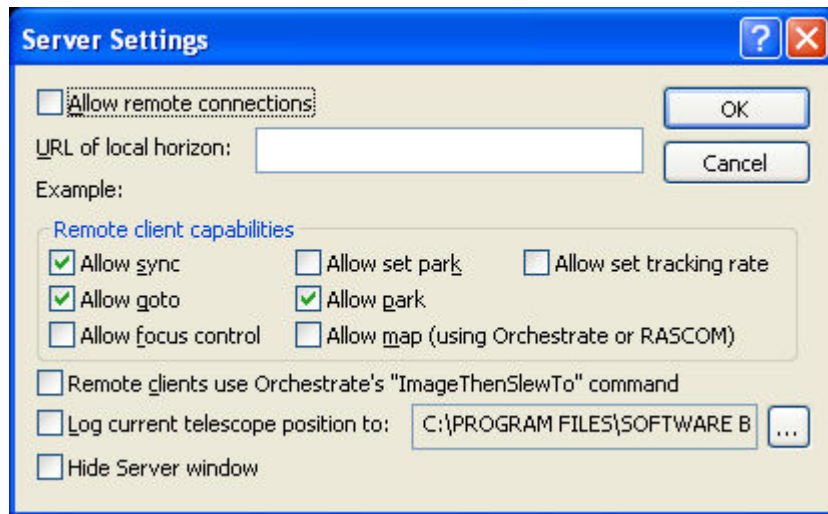 Server Settings
Allow remote connections
OK
URL of local horizon:
Cancel
Example:
Remote client capabilities
Allow sync
Allow set park
Allow set tracking rate
Allow goto
Allow park
Allow focus control
Allow map (using Orchestrate or RASCOM)
Remote clients use Orchestrate's "ImageThenSlewTo" command
Log current telescope position to:
C:\PROGRAM FILES\SOFTWARE B
...
Hide Server window